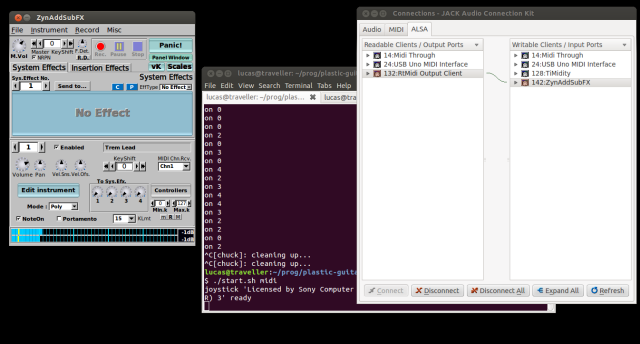 ZynAddSubFX
File Instrument Record Misc
Master KeyShift
0
NRPN
M.Vol
F.Det.
R.D.
Rec.
Pause
Stop
Panic!
Panel Window
vK Scales
System Effects Insertion Effects
Sys.Effect No.
System Effects
1 Send to... C P EffType No Effect
No Effect
1 Enabled Trem Lead
Volume Pan Vel.Sns. Vel.Ofs.
KeyShift
0
MIDI Chn.Rcv.
Chn1
Edit instrument
To Sys.Efx.
1 2 3 4
Controllers
0 127
Min.k Max.k
m R M
Mode : Poly
NoteOn Portamento 15 KLmt
-1dB
-1dB
lucas@traveller: ~/prog/plastic-guita
File Edit View Search Terminal Tabs Help
lucas@traveller: ~/prog/plas... lucas@traveller:
on 0
on 0
on 0
on 2
on 0
on 3
on 0
on 4
on 2
on 3
on 4
on 4
on 3
on 2
on 2
on 0
on 2
^C[chuck]: cleaning up...
^C[chuck]: cleaning up...
lucas@traveller:~/prog/plastic-guita
$ ./start.sh midi
joystick 'Licensed by Sony Computer
R) 3' ready
Connections - JACK Audio Connection Kit
Audio MIDI ALSA
Readable Clients / Output Ports
14:Midi Through
24:USB Uno MIDI Interface
132:RtMidi Output Client
Writable Clients / Input Ports
14:Midi Through
24:USB Uno MIDI Interface
128:TiMidity
142:ZynAddSubFX
Connect Disconnect Disconnect All Expand All Refresh